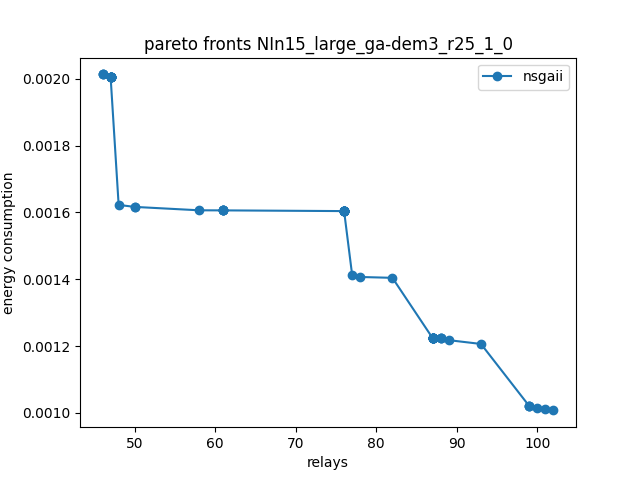 pareto fronts NIn15_large_ga-dem3_r25_1_0
nsgaii
0.0020
0.0018
0.0016
0.0014
0.0012
0.0010
energy consumption
50 60 70 80 90 100
relays